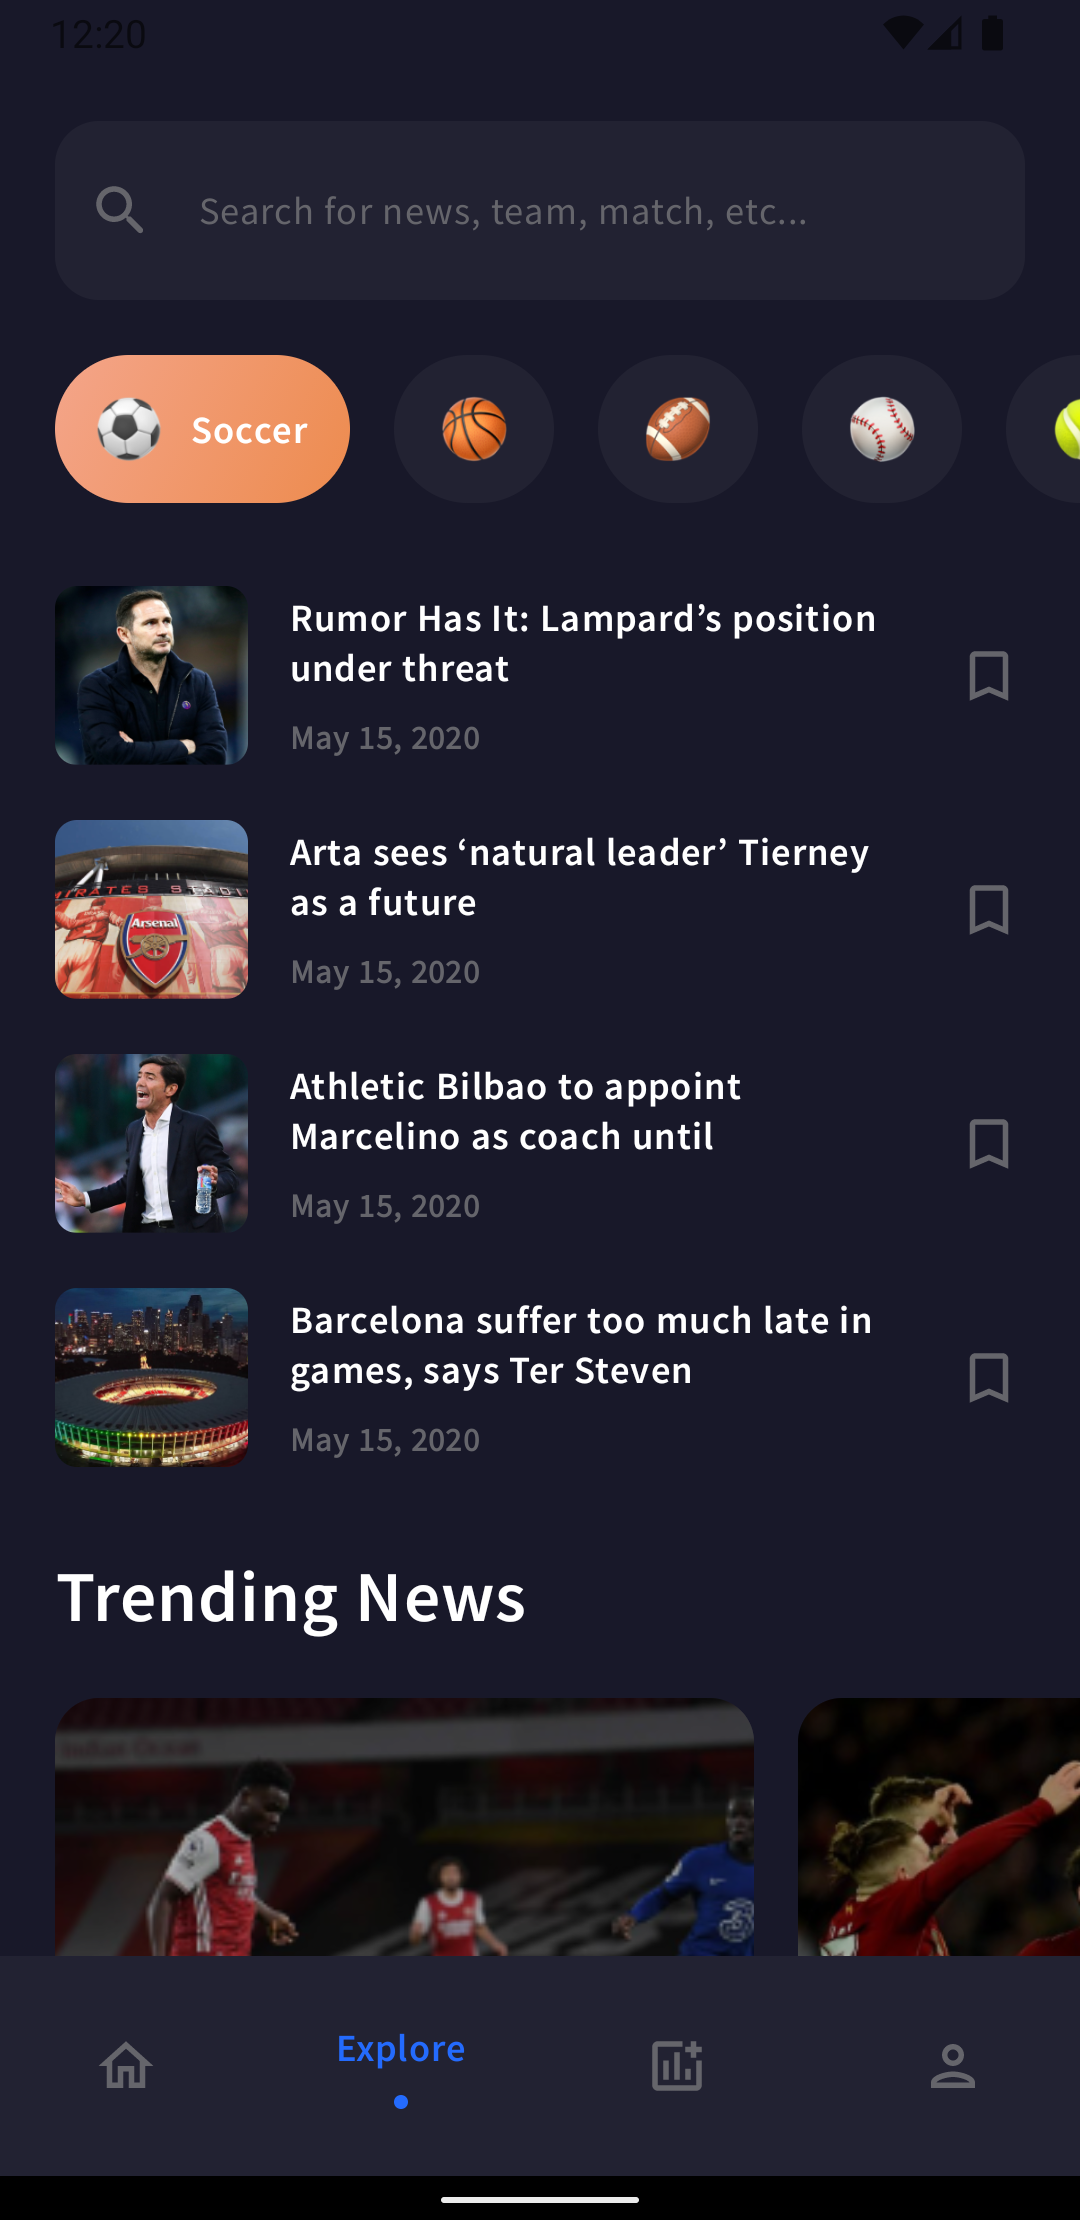 12:20
Search for news, team, match, etc...
Soccer
Rumor Has It: Lampard’s position
under threat
May 15, 2020
Arta sees ‘natural leader’ Tierney
as a future
May 15, 2020
Arsenal
Athletic Bilbao to appoint
Marcelino as coach until
May 15, 2020
Barcelona suffer too much late in
games, says Ter Steven
May 15, 2020
Trending News
Explore